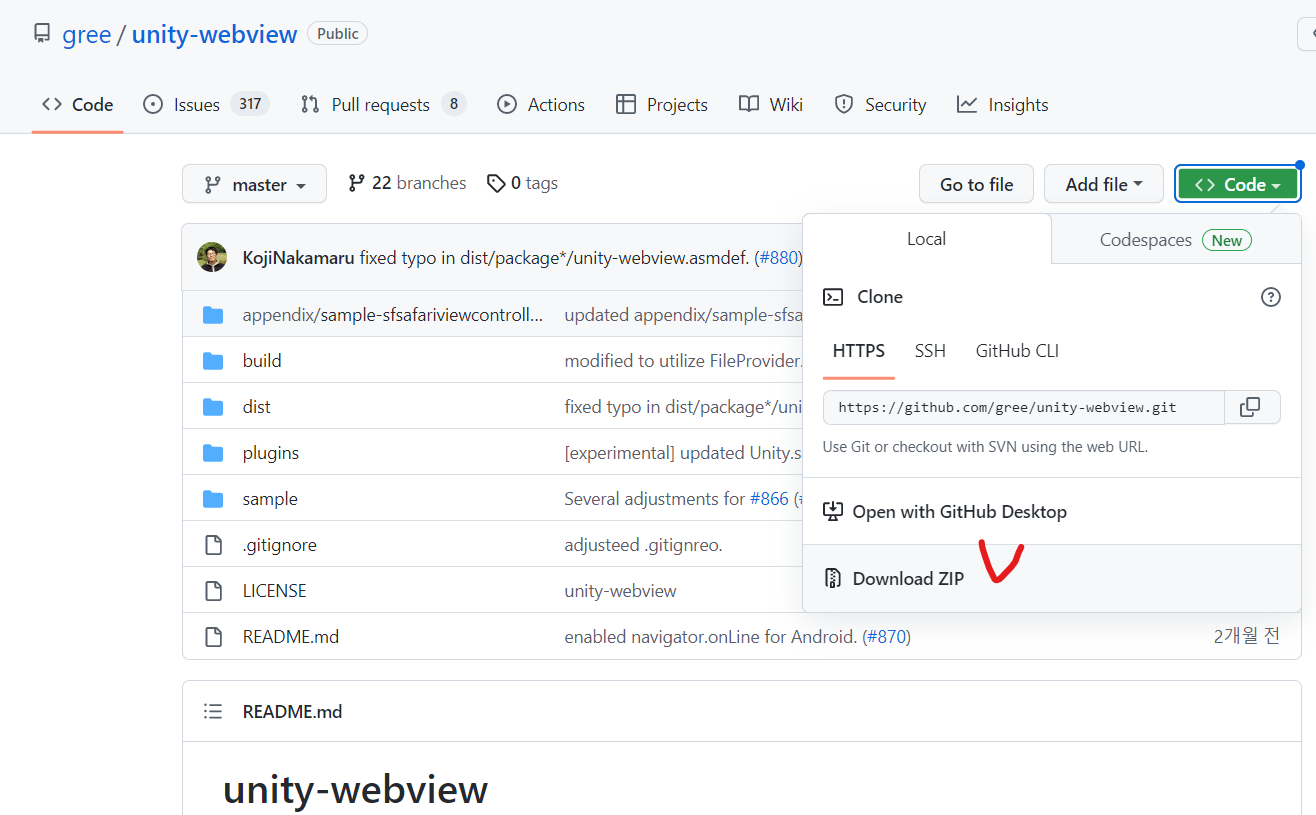 gree / unity-webview Public
Code Issues 317 Pull requests 8 Actions Projects Wiki Security Insights
master 22 branches 0 tags Go to file Add file Code
Local Codespaces New
KojiNakamaru fixed typo in dist/package*/unity-webview.asmdef. (#880)
Clone
appendix/sample-sfsafariviewcontroll... updated appendix/sample-sfsa
HTTPS SSH GitHub CLI
build modified to utilize FileProvider.
dist fixed typo in dist/package*/uni
https://github.com/gree/unity-webview.git
Use Git or checkout with SVN using the web URL.
plugins [experimental] updated Unity.s
sample Several adjustments for #866 (
Open with GitHub Desktop
.gitignore adjusteed .gitignreo.
Download ZIP
LICENSE unity-webview
README.md enabled navigator.onLine for Android. (#870) 2개월 전
README.md
unity-webview